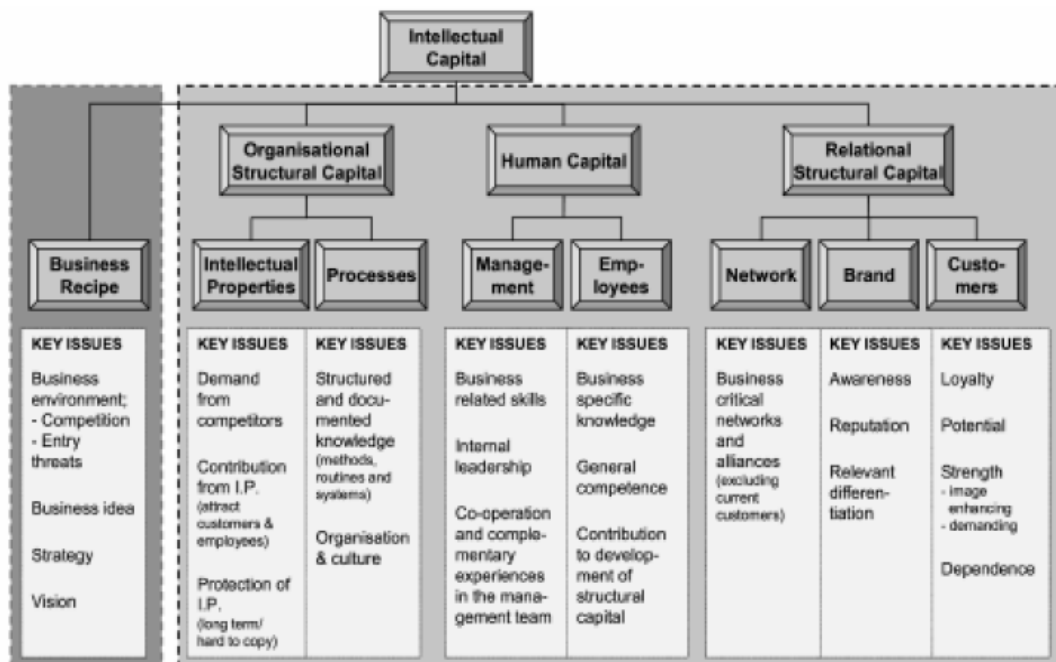 Intellectual
Capital
Organisational
Structural Capital
Human Capital
Relational
Structural Capital
Business
Recipe
Intellectual
Properties
Processes
Manage-
ment
Emp-
loyees
Network
Brand
Custo-
mers
KEY ISSUES
Business
environment;
- Competition
- Entry
threats
Business idea
Strategy
Vision
KEY ISSUES
Demand
from
competitors
Contribution
from I.P.
(attract
customers &
employees)
Protection of
I.P.
(long term/
hard to copy)
KEY ISSUES
Structured
and docu-
mented
knowledge
(methods,
routines and
systems)
Organisation
& culture
KEY ISSUES
Business
related skills
Internal
leadership
Co-operation
and comple-
mentary
experiences
in the mana-
gement team
KEY ISSUES
Business
specific
knowledge
General
competence
Contribution
to develop-
ment of
structural
capital
KEY ISSUES
Business
critical
networks
and
alliances
(excluding
current
customers)
KEY ISSUES
Awareness
Reputation
Relevant
differen-
tiation
KEY ISSUES
Loyalty
Potential
Strength
- image
enhancing
- demanding
Dependence